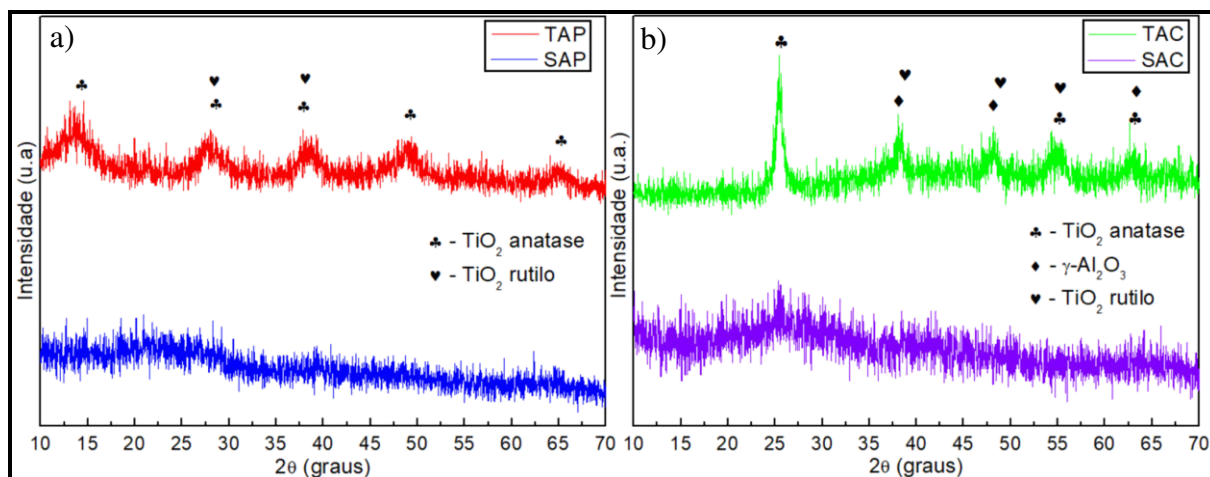 a)
TAP
SAP
♣
♥
♣
♥
♣
♣
♣
♣ - TiO₂ anatase
♥ - TiO₂ rutilo
Intensidade (u.a)
10 15 20 25 30 35 40 45 50 55 60 65 70
2θ (graus)
b)
TAC
SAC
♣
♥
♦
♥
♦
♥
♣
♦
♣
♣ - TiO₂ anatase
♦ - γ-Al₂O₃
♥ - TiO₂ rutilo
Intensidade (u.a.)
10 15 20 25 30 35 40 45 50 55 60 65 70
2θ (graus)